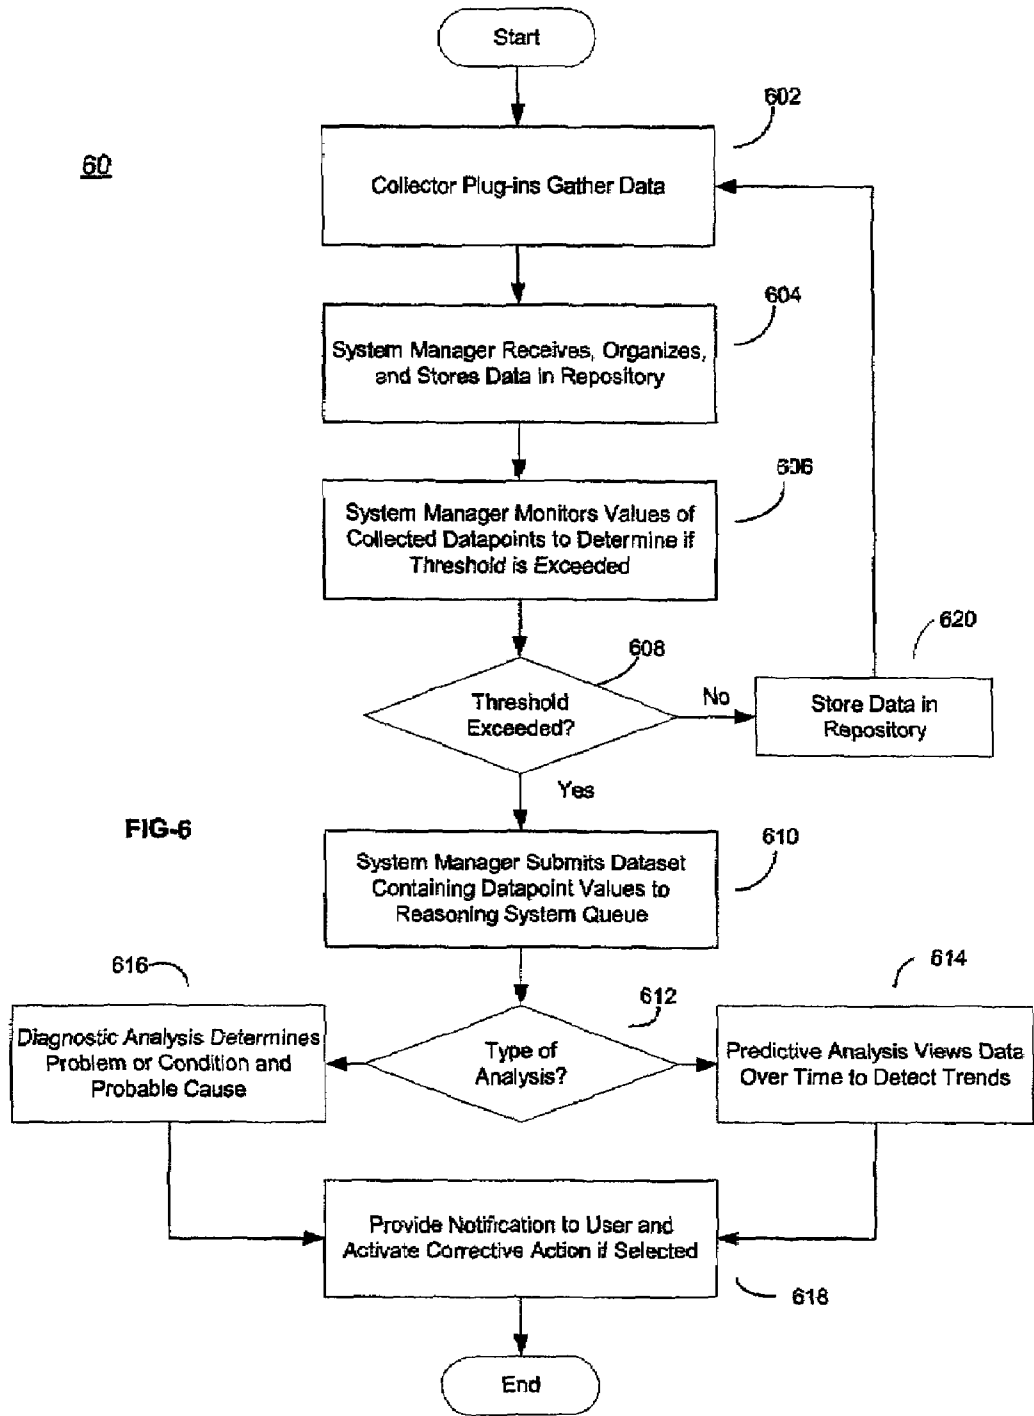 Start
602
60
Collector Plug-ins Gather Data
604
System Manager Receives, Organizes,
and Stores Data in Repository
606
System Manager Monitors Values of
Collected Datapoints to Determine if
Threshold is Exceeded
620
608
Threshold
Exceeded?
No
Store Data in
Repository
Yes
FIG-6
610
System Manager Submits Dataset
Containing Datapoint Values to
Reasoning System Queue
616
614
612
Diagnostic Analysis Determines
Problem or Condition and
Probable Cause
Type of
Analysis?
Predictive Analysis Views Data
Over Time to Detect Trends
Provide Notification to User and
Activate Corrective Action if Selected
618
End